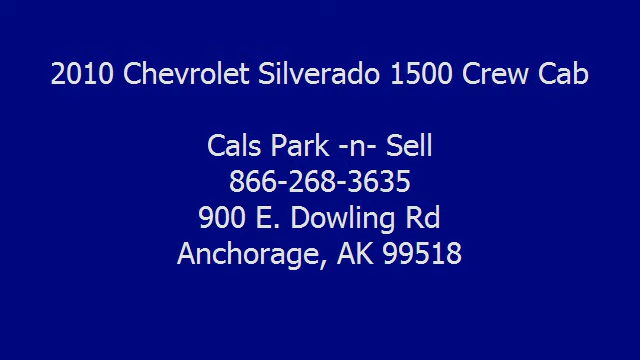 2010 Chevrolet Silverado 1500 Crew Cab
Cals Park -n- Sell
866-268-3635
900 E. Dowling Rd
Anchorage, AK 99518